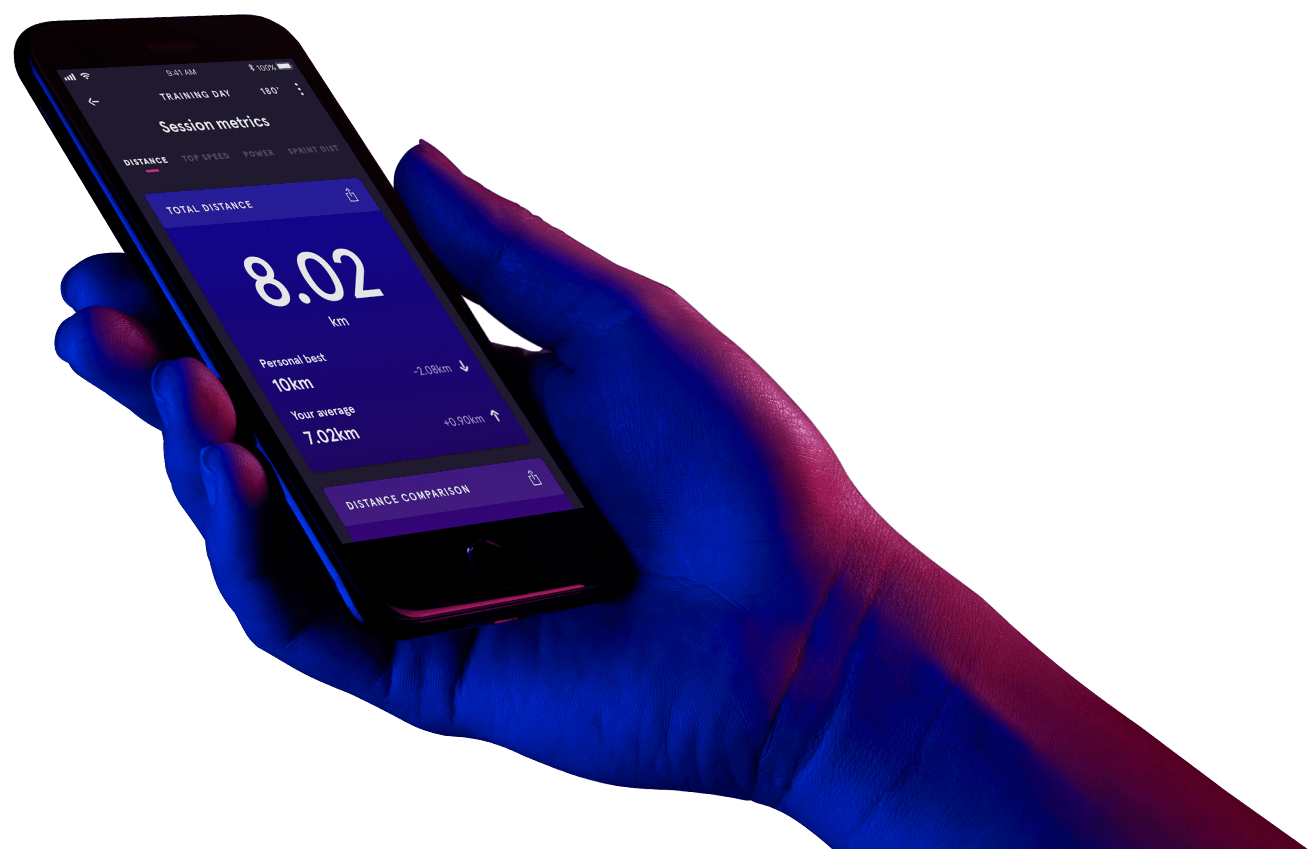 9:41 AM 100%
TRAINING DAY 180'
Session metrics
DISTANCE TOP SPEED POWER SPRINT DIST
TOTAL DISTANCE
8.02
km
Personal best
10km -2.08km
Your average
7.02km +0.90km
DISTANCE COMPARISON